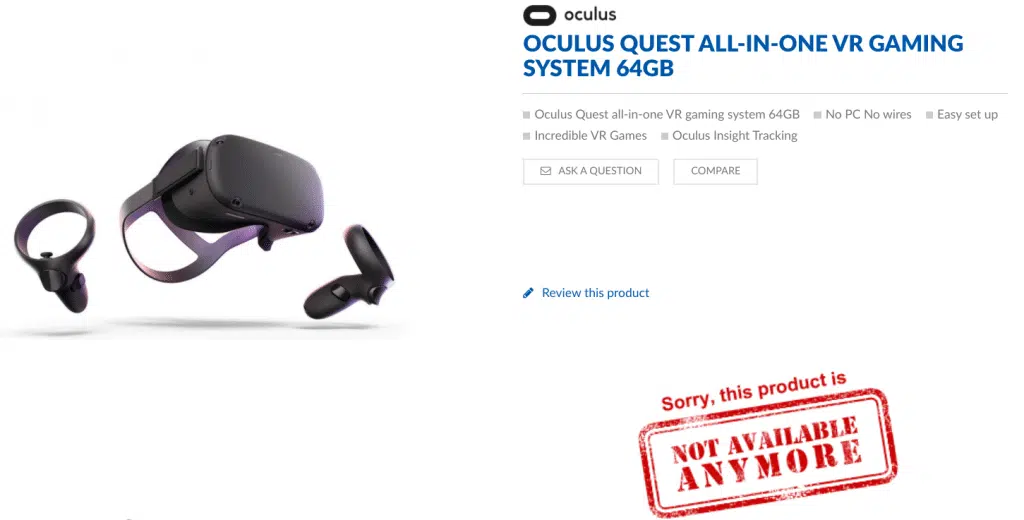 oculus
OCULUS QUEST ALL-IN-ONE VR GAMING
SYSTEM 64GB
Oculus Quest all-in-one VR gaming system 64GB No PC No wires Easy set up
Incredible VR Games Oculus Insight Tracking
ASK A QUESTION COMPARE
Review this product
Sorry, this product is
NOT AVAILABLE
ANYMORE